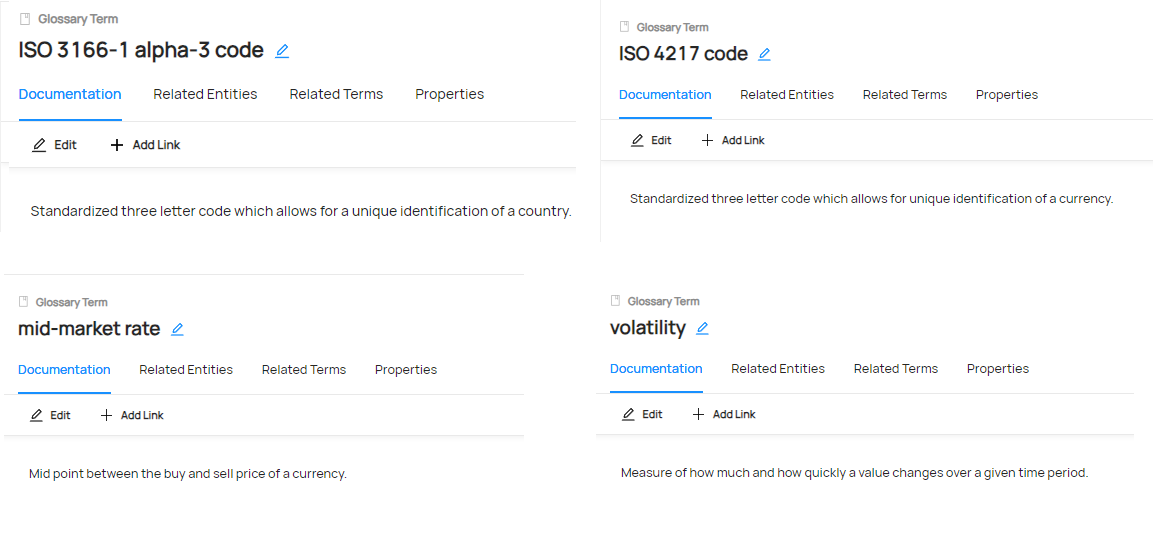 Glossary Term
ISO 3166-1 alpha-3 code
Documentation Related Entities Related Terms Properties
Edit Add Link
Standardized three letter code which allows for a unique identification of a country.
Glossary Term
ISO 4217 code
Documentation Related Entities Related Terms Properties
Edit Add Link
Standardized three letter code which allows for unique identification of a currency.
Glossary Term
mid-market rate
Documentation Related Entities Related Terms Properties
Edit Add Link
Mid point between the buy and sell price of a currency.
Glossary Term
volatility
Documentation Related Entities Related Terms Properties
Edit Add Link
Measure of how much and how quickly a value changes over a given time period.